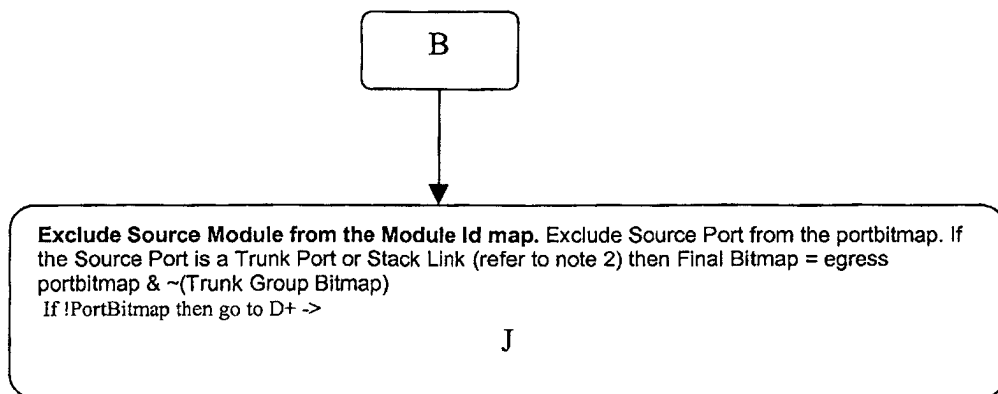 B
Exclude Source Module from the Module Id map. Exclude Source Port from the portbitmap. If
the Source Port is a Trunk Port or Stack Link (refer to note 2) then Final Bitmap = egress
portbitmap & ~(Trunk Group Bitmap)
If !PortBitmap then go to D+ ->
J